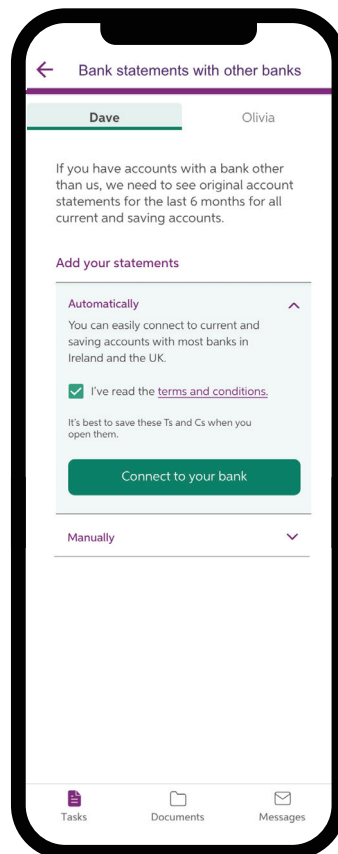 Bank statements with other banks
Dave
Olivia
If you have accounts with a bank other
than us, we need to see original account
statements for the last 6 months for all
current and saving accounts.
Add your statements
Automatically
You can easily connect to current and
saving accounts with most banks in
Ireland and the UK.
I've read the terms and conditions.
It's best to save these Ts and Cs when you
open them.
Connect to your bank
Manually
Tasks
Documents
Messages